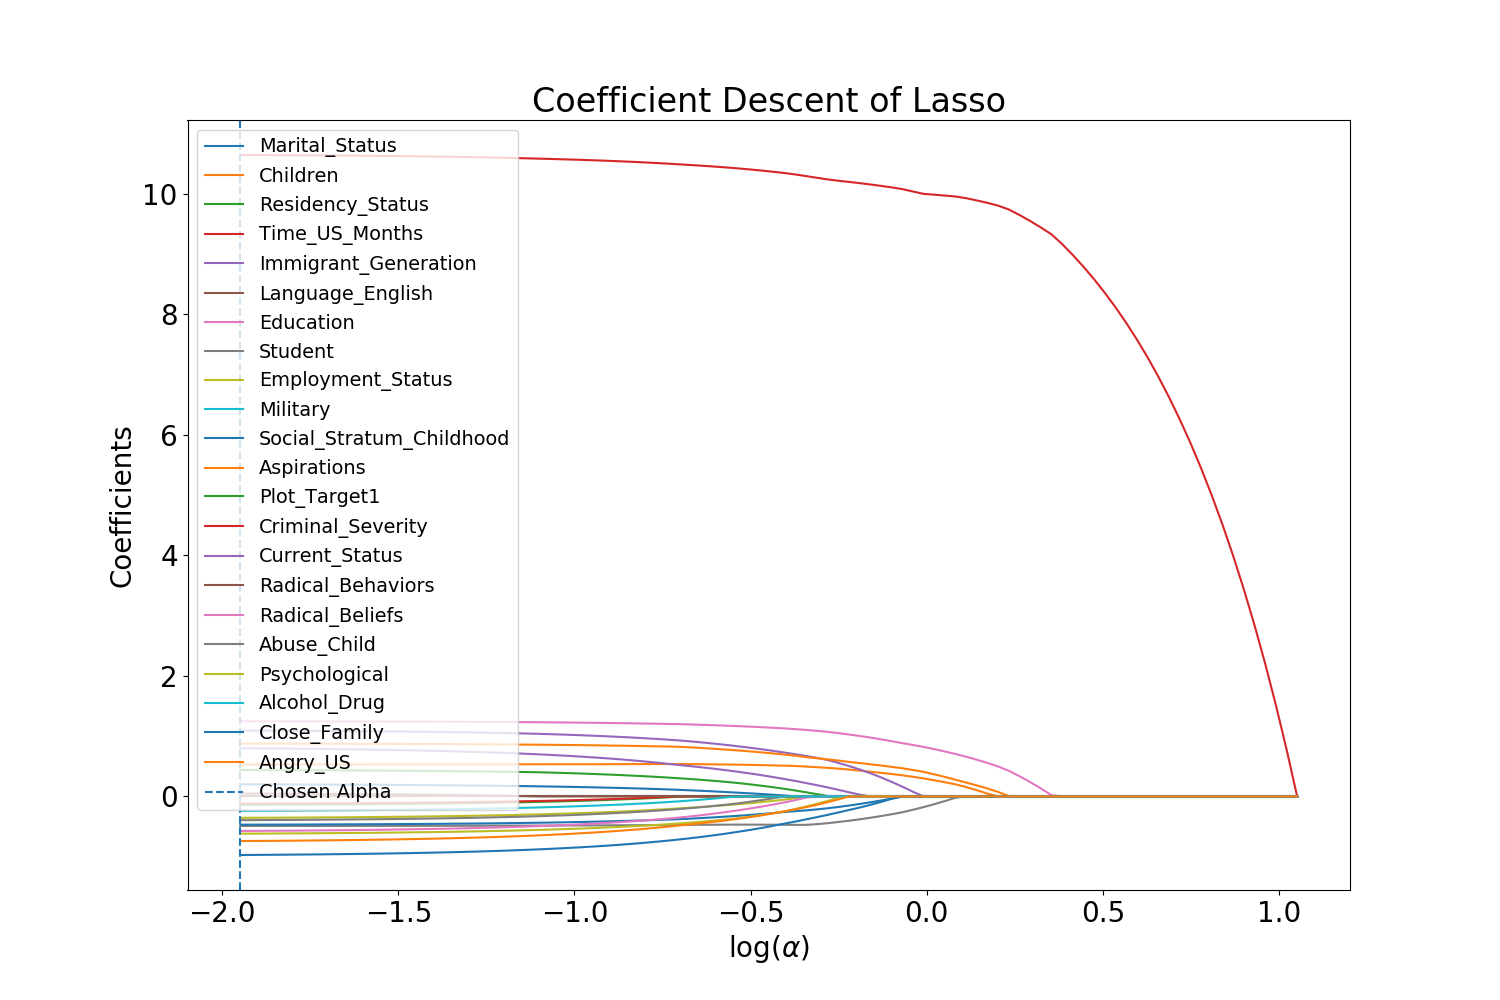 Coefficient Descent of Lasso
Marital_Status
Children
Residency_Status
Time_US_Months
Immigrant_Generation
Language_English
Education
Student
Employment_Status
Military
Social_Stratum_Childhood
Aspirations
Plot_Target1
Criminal_Severity
Current_Status
Radical_Behaviors
Radical_Beliefs
Abuse_Child
Psychological
Alcohol_Drug
Close_Family
Angry_US
Chosen Alpha
10
8
6
4
2
0
Coefficients
−2.0 −1.5 −1.0 −0.5 0.0 0.5 1.0
log(α)